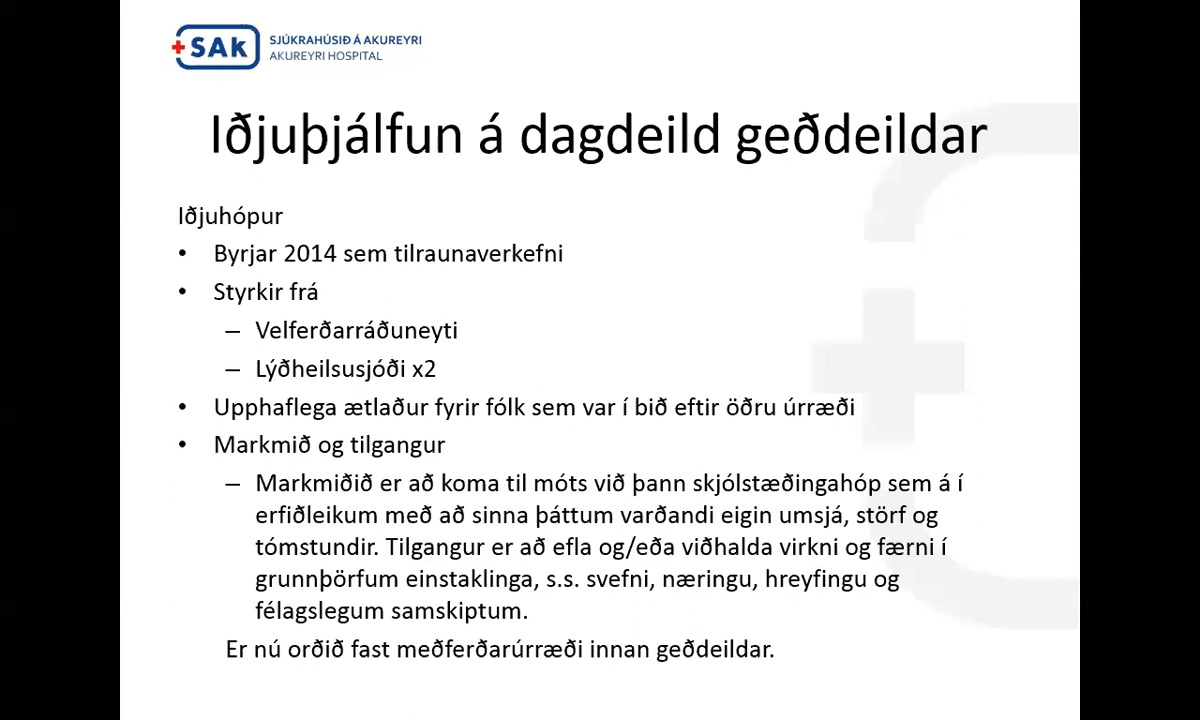 SAk SJÚKRAHÚSIÐ Á AKUREYRI
AKUREYRI HOSPITAL
Iðjuþjálfun á dagdeild geðdeildar
Iðjuhópur
• Byrjar 2014 sem tilraunaverkefni
• Styrkir frá
– Velferðarráðuneyti
– Lýðheilsusjóði x2
• Upphaflega ætlaður fyrir fólk sem var í bið eftir öðru úrræði
• Markmið og tilgangur
– Markmiðið er að koma til móts við þann skjólstæðingahóp sem á í
erfiðleikum með að sinna þáttum varðandi eigin umsjá, störf og
tómstundir. Tilgangur er að efla og/eða viðhalda virkni og færni í
grunnþörfum einstaklinga, s.s. svefni, næringu, hreyfingu og
félagslegum samskiptum.
Er nú orðið fast meðferðarúrræði innan geðdeildar.